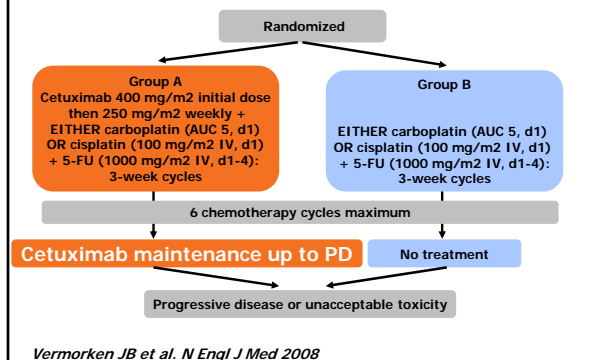 Randomized
Group A
Cetuximab 400 mg/m2 initial dose
then 250 mg/m2 weekly +
EITHER carboplatin (AUC 5, d1)
OR cisplatin (100 mg/m2 IV, d1)
+ 5-FU (1000 mg/m2 IV, d1-4):
3-week cycles
Group B
EITHER carboplatin (AUC 5, d1)
OR cisplatin (100 mg/m2 IV, d1)
+ 5-FU (1000 mg/m2 IV, d1-4):
3-week cycles
6 chemotherapy cycles maximum
Cetuximab maintenance up to PD
No treatment
Progressive disease or unacceptable toxicity
Vermorken JB et al. N Engl J Med 2008